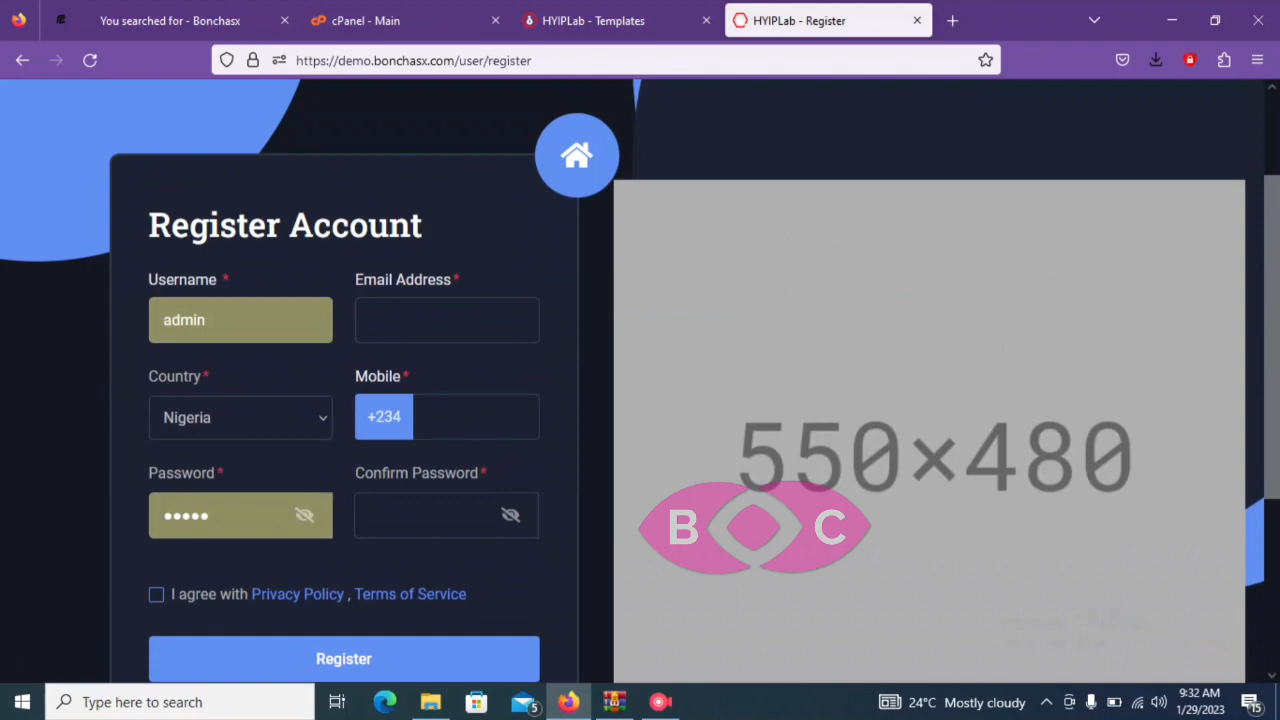 You searched for - Bonchasx
cPanel - Main
HYIPLab - Templates
HYIPLab - Register
https://demo.bonchasx.com/user/register
Register Account
Username *
Email Address *
admin
Country *
Mobile *
Nigeria
+234
Password *
Confirm Password *
•••••
I agree with Privacy Policy , Terms of Service
Register
550×480
B C
Type here to search
5
24°C Mostly cloudy
9:32 AM
1/29/2023
15